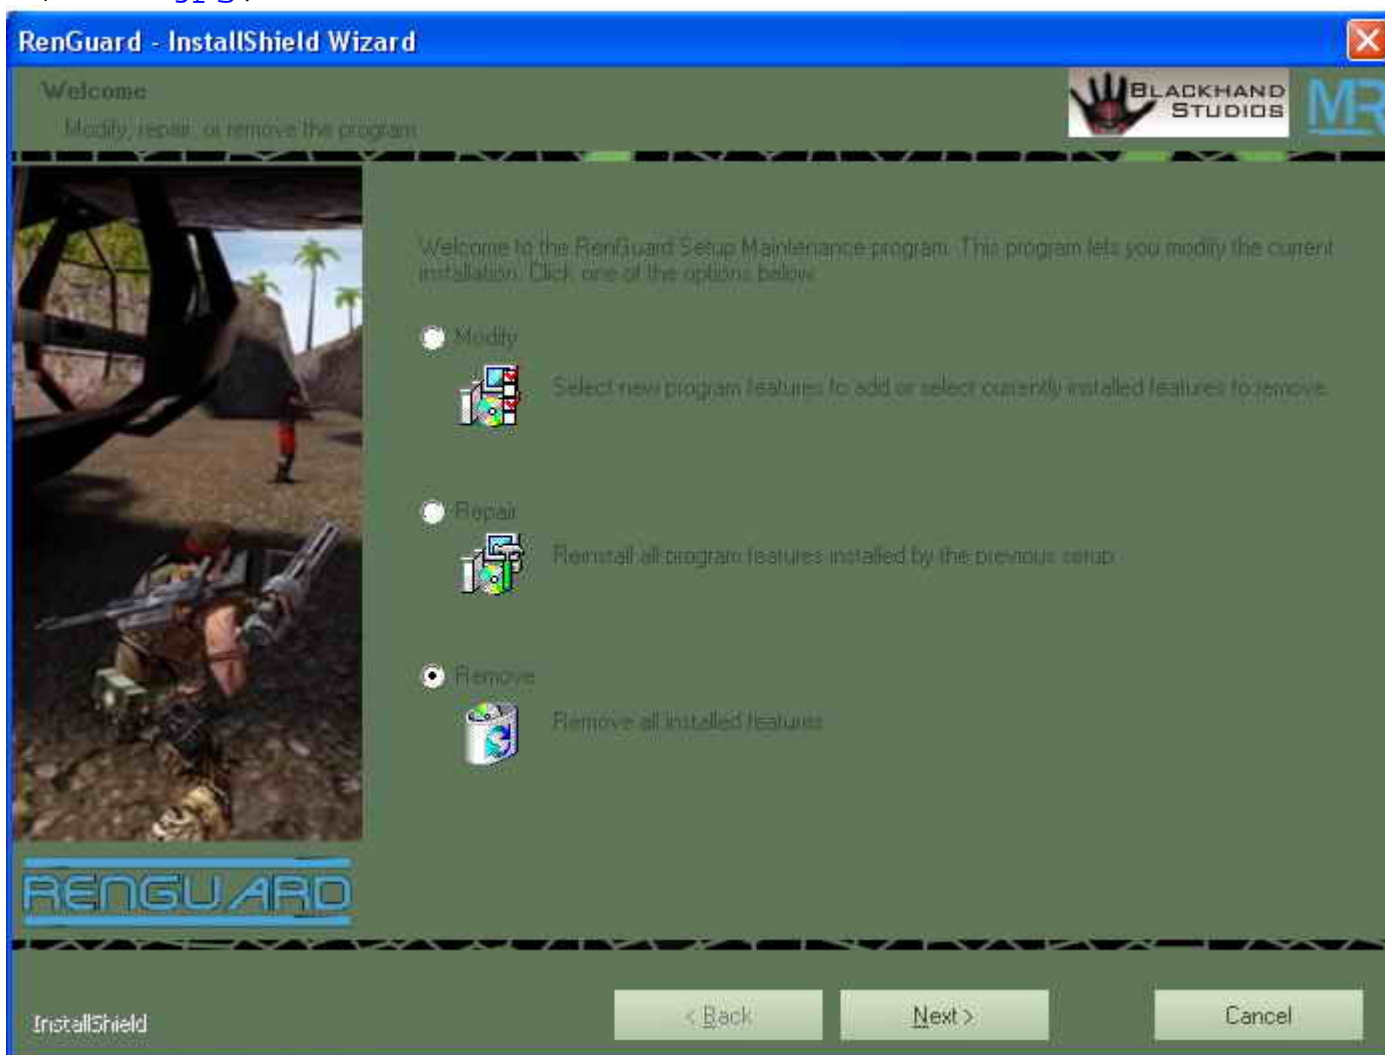 RenGuard - InstallShield Wizard
Welcome
Modify, repair, or remove the program.
BLACKHAND
STUDIOS
MR
Welcome to the RenGuard Setup Maintenance program. This program lets you modify the current
installation. Click one of the options below.
Modify
Select new program features to add or select currently installed features to remove.
Repair
Reinstall all program features installed by the previous setup.
Remove
Remove all installed features.
RENGUARD
InstallShield
< Back
Next >
Cancel